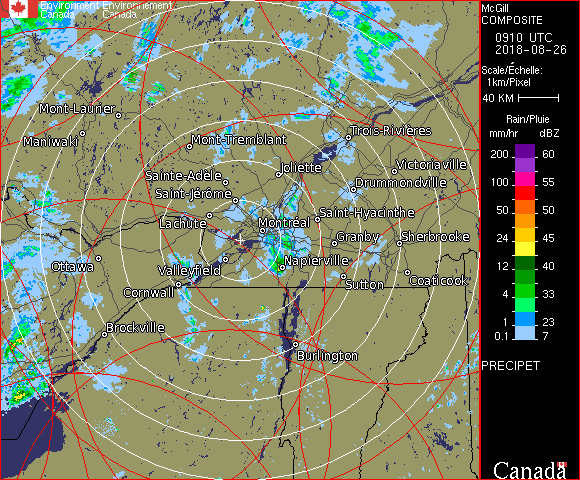 Environment Environnement
Canada Canada
McGill
COMPOSITE
0910 UTC
2018-08-26
Scale/Échelle:
1km/Pixel
40 KM
Rain/Pluie
mm/hr dBZ
200 60
100 55
50 50
24 45
12 40
8 33
4 33
1 23
0.1 7
PRECIPET
Canada
Mont-Laurier
Maniwaki
Mont-Tremblant
Trois-Rivières
Joliette
Victoriaville
Sainte-Adèle
Drummondville
Saint-Jérôme
Saint-Hyacinthe
Lachute
Montréal
Granby
Sherbrooke
Ottawa
Valleyfield
Napierville
Cornwall
Sutton
Coaticook
Brockville
Burlington